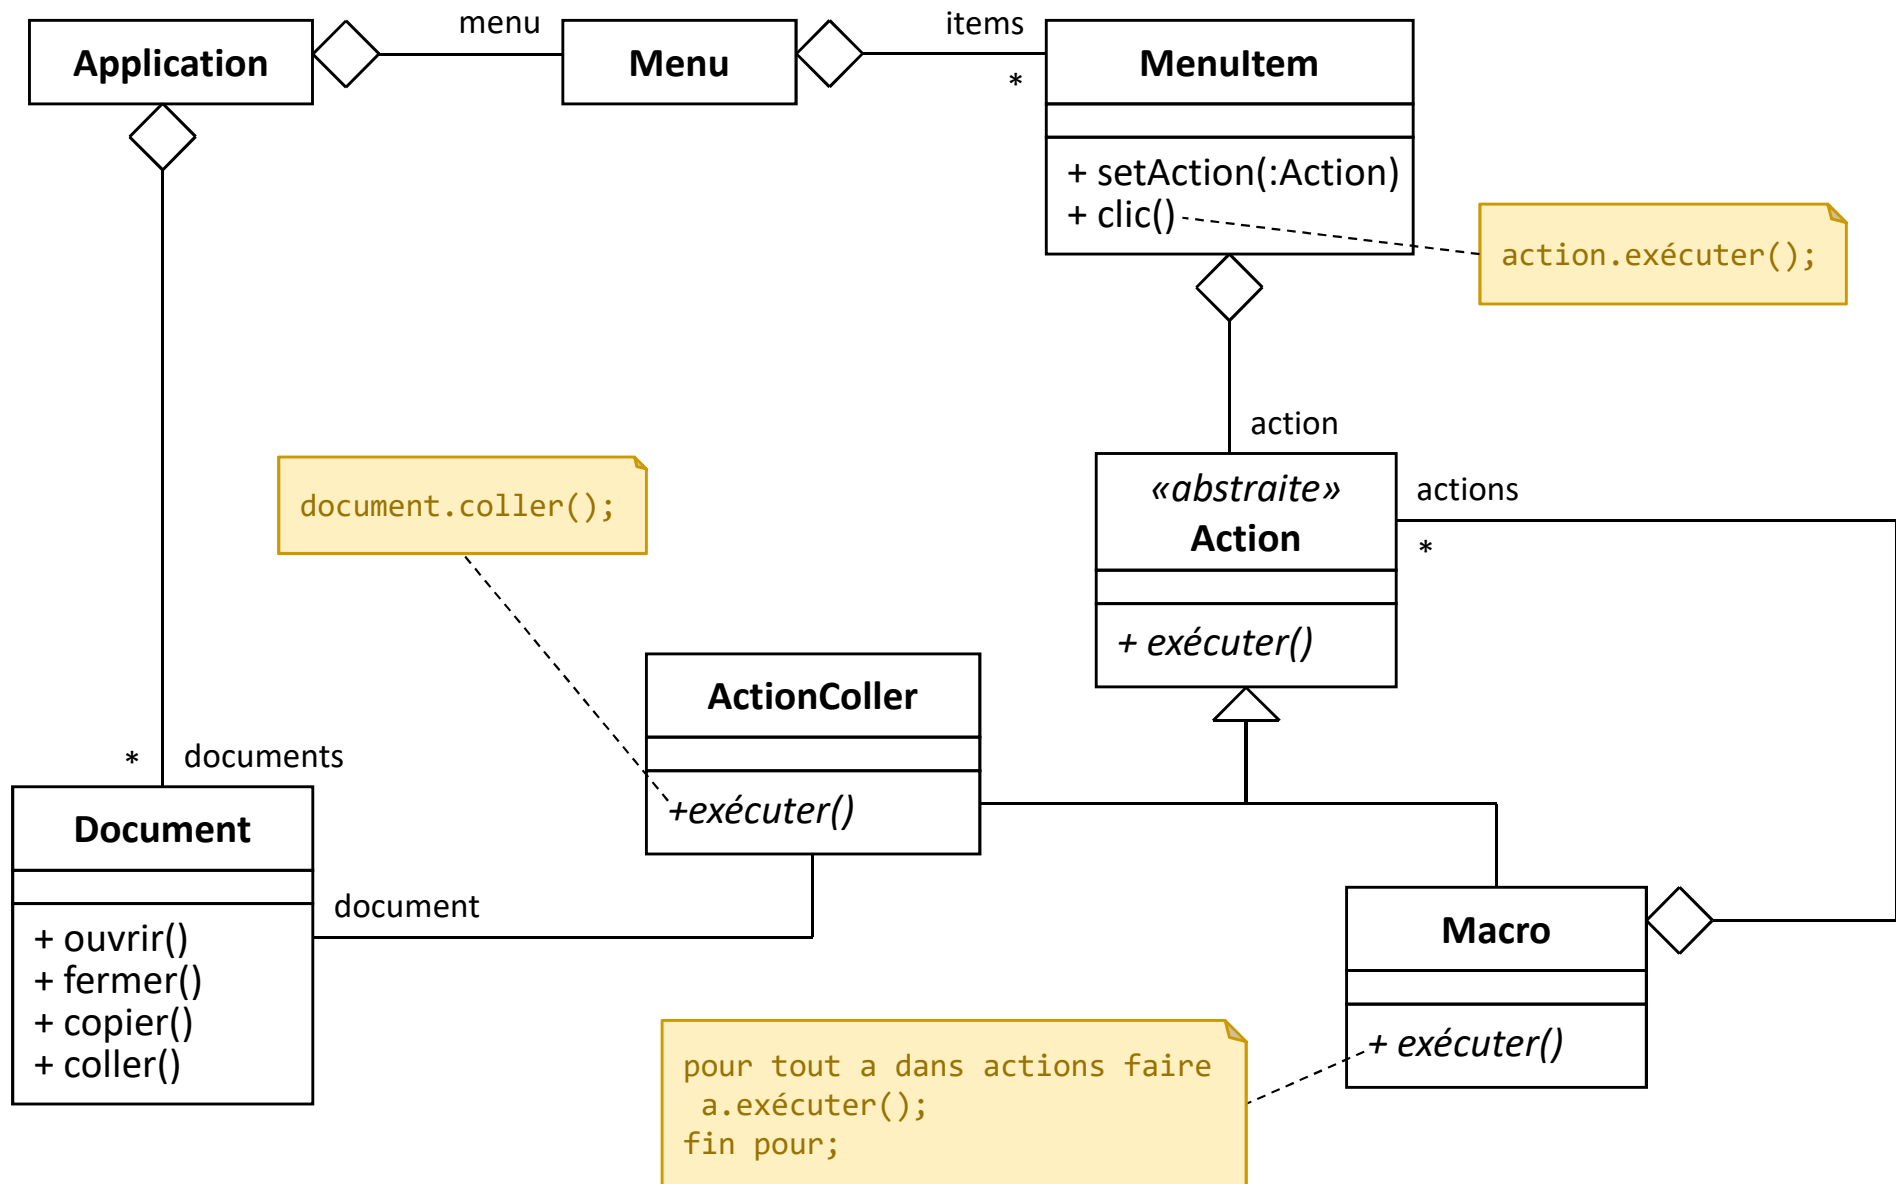 menu
items
Application
Menu
MenuItem
*
+ setAction(:Action)
+ clic()
action.exécuter();
action
«abstraite»
Action
actions
*
+ exécuter()
document.coller();
ActionColler
+exécuter()
* documents
Document
+ ouvrir()
+ fermer()
+ copier()
+ coller()
document
Macro
+ exécuter()
pour tout a dans actions faire
a.exécuter();
fin pour;